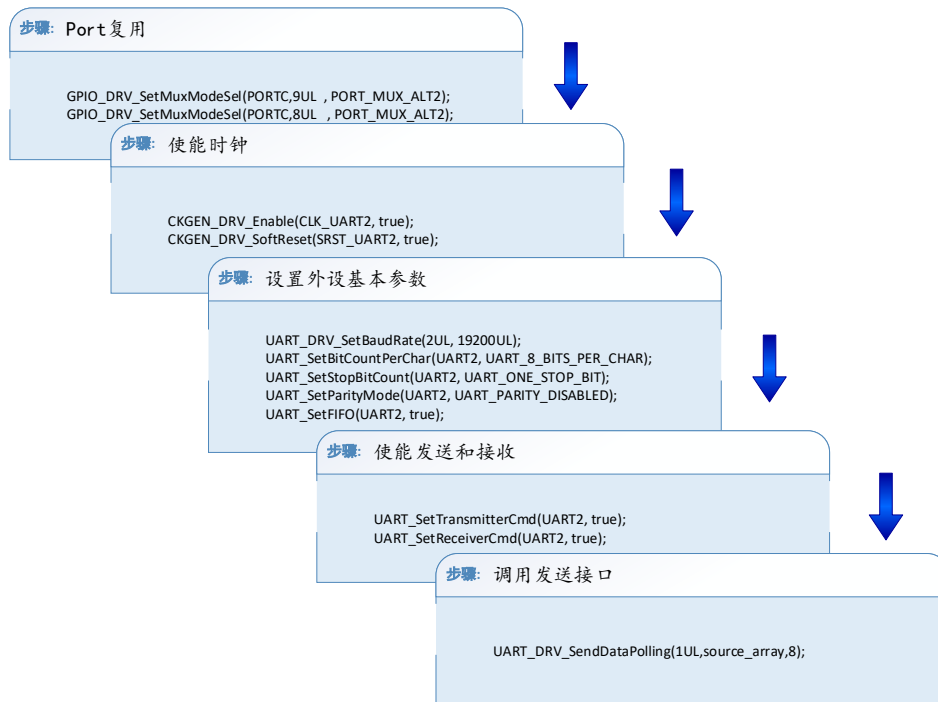 步骤: Port复用
GPIO_DRV_SetMuxModeSel(PORTC,9UL , PORT_MUX_ALT2);
GPIO_DRV_SetMuxModeSel(PORTC,8UL , PORT_MUX_ALT2);
步骤: 使能时钟
CKGEN_DRV_Enable(CLK_UART2, true);
CKGEN_DRV_SoftReset(SRST_UART2, true);
步骤: 设置外设基本参数
UART_DRV_SetBaudRate(2UL, 19200UL);
UART_SetBitCountPerChar(UART2, UART_8_BITS_PER_CHAR);
UART_SetStopBitCount(UART2, UART_ONE_STOP_BIT);
UART_SetParityMode(UART2, UART_PARITY_DISABLED);
UART_SetFIFO(UART2, true);
步骤: 使能发送和接收
UART_SetTransmitterCmd(UART2, true);
UART_SetReceiverCmd(UART2, true);
步骤: 调用发送接口
UART_DRV_SendDataPolling(1UL,source_array,8);